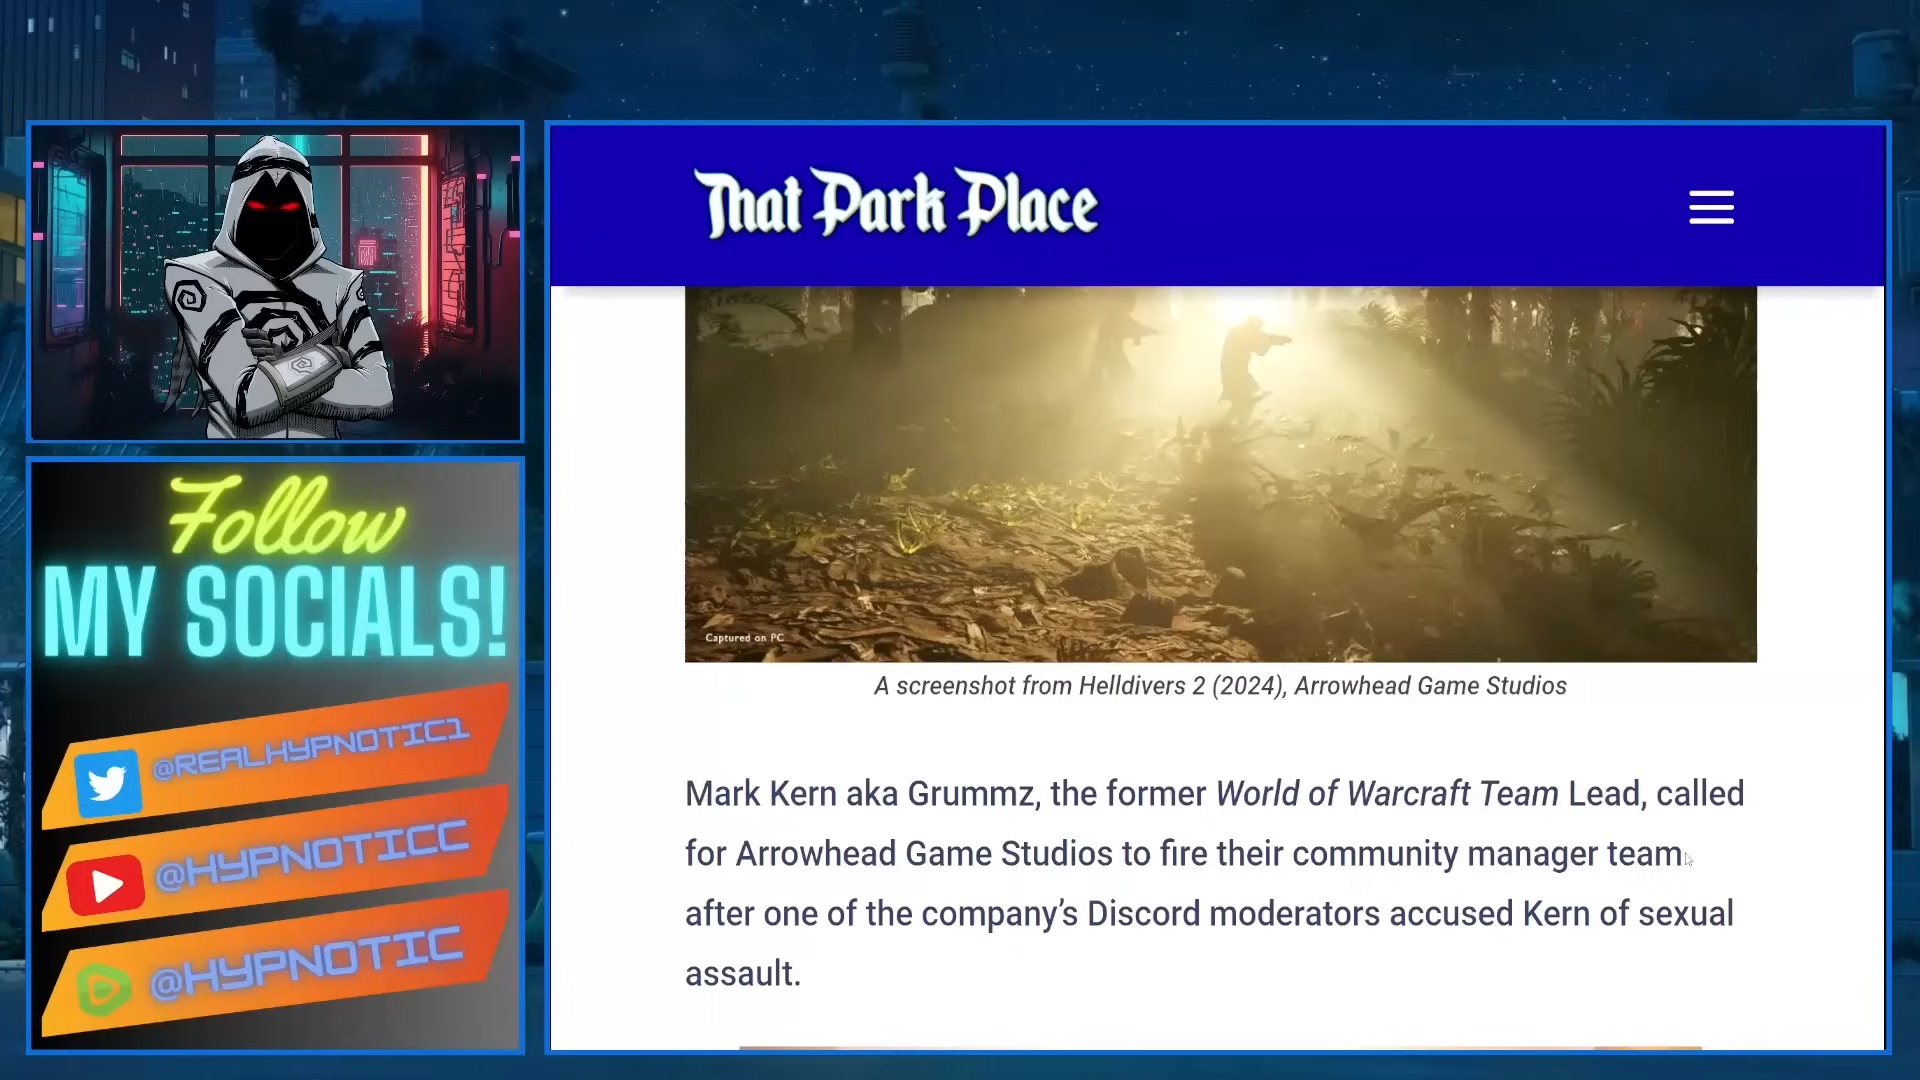 That Park Place
Captured on PC
A screenshot from Helldivers 2 (2024), Arrowhead Game Studios
Mark Kern aka Grummz, the former World of Warcraft Team Lead, called
for Arrowhead Game Studios to fire their community manager team
after one of the company’s Discord moderators accused Kern of sexual
assault.
Follow
MY SOCIALS!
@REALHYPNOTIC1
@HYPNOTICC
@HYPNOTIC